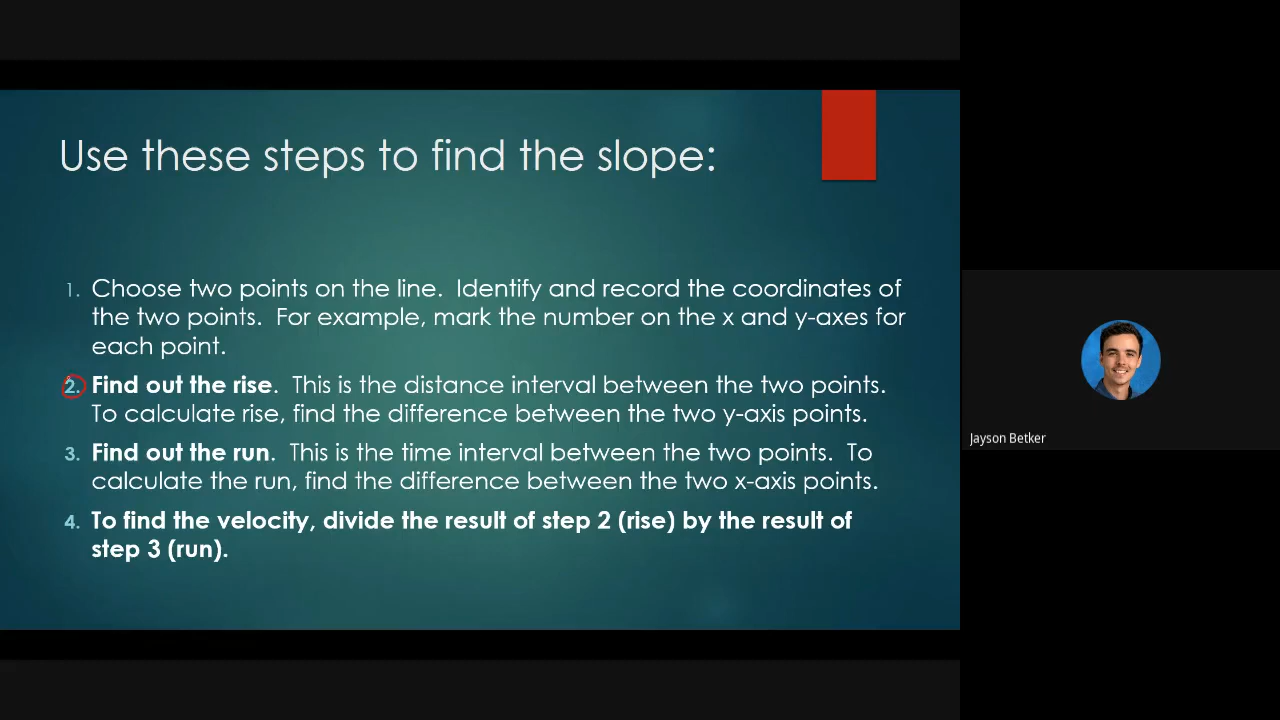 Use these steps to find the slope:
1. Choose two points on the line. Identify and record the coordinates of
the two points. For example, mark the number on the x and y-axes for
each point.
2. Find out the rise. This is the distance interval between the two points.
To calculate rise, find the difference between the two y-axis points.
3. Find out the run. This is the time interval between the two points. To
calculate the run, find the difference between the two x-axis points.
4. To find the velocity, divide the result of step 2 (rise) by the result of
step 3 (run).
Jayson Betker